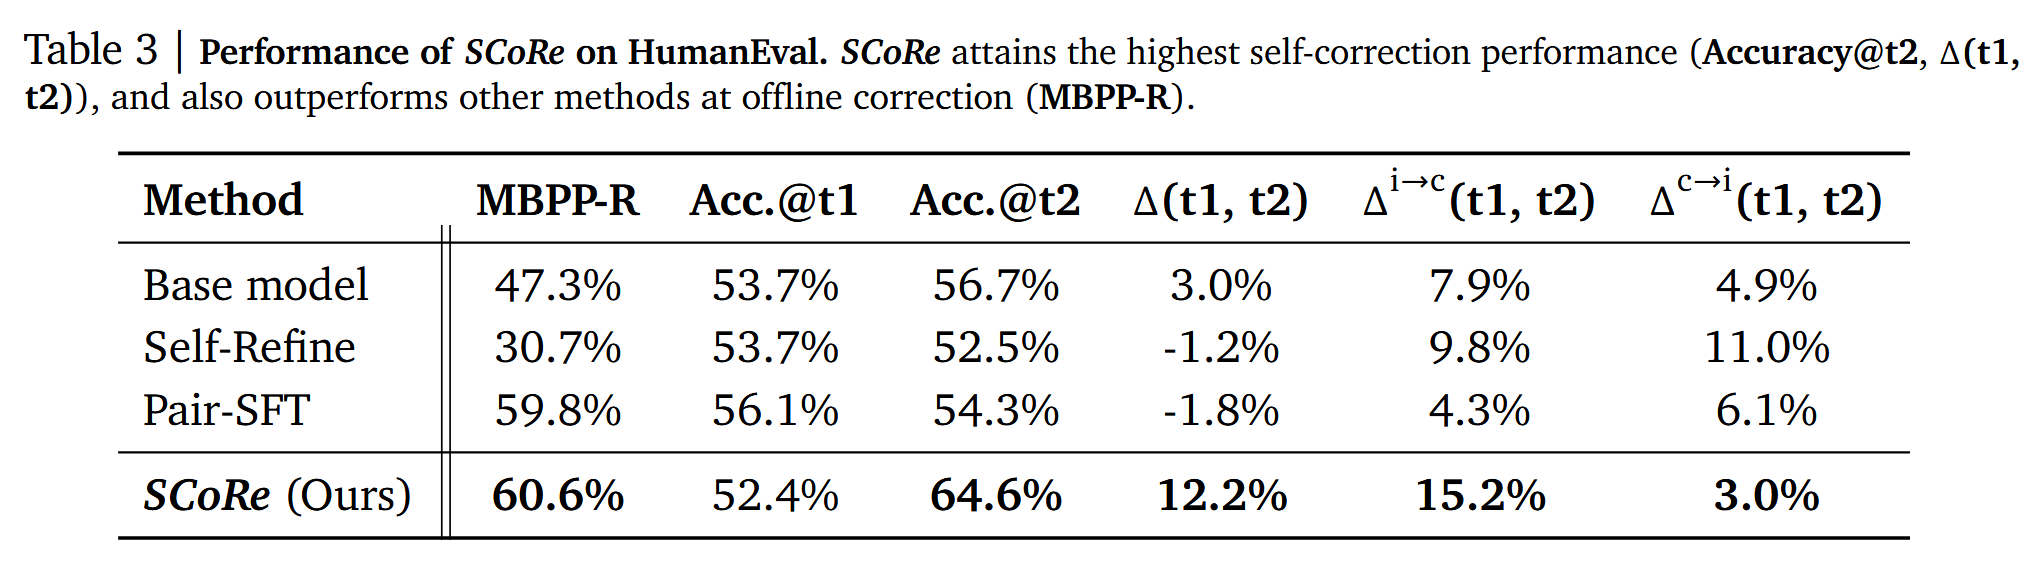 Table 3 | Performance of SCoRe on HumanEval. SCoRe attains the highest self-correction performance (Accuracy@t2, Δ(t1,
t2)), and also outperforms other methods at offline correction (MBPP-R).
Method MBPP-R Acc.@t1 Acc.@t2 Δ(t1, t2) Δ^{i→c}(t1, t2) Δ^{c→i}(t1, t2)
Base model 47.3% 53.7% 56.7% 3.0% 7.9% 4.9%
Self-Refine 30.7% 53.7% 52.5% -1.2% 9.8% 11.0%
Pair-SFT 59.8% 56.1% 54.3% -1.8% 4.3% 6.1%
SCoRe (Ours) 60.6% 52.4% 64.6% 12.2% 15.2% 3.0%